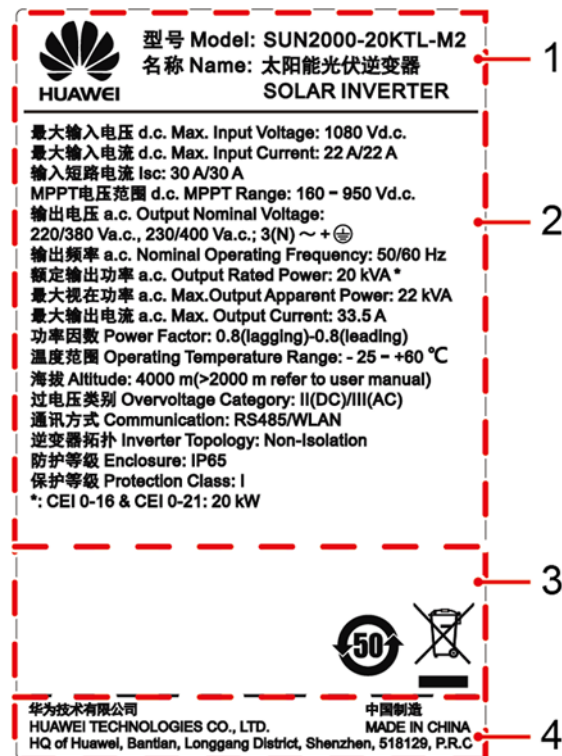 型号 Model: SUN2000-20KTL-M2
名称 Name: 太阳能光伏逆变器
SOLAR INVERTER
HUAWEI
1
最大输入电压 d.c. Max. Input Voltage: 1080 Vd.c.
最大输入电流 d.c. Max. Input Current: 22 A/22 A
输入短路电流 Isc: 30 A/30 A
MPPT电压范围 d.c. MPPT Range: 160 - 950 Vd.c.
输出电压 a.c. Output Nominal Voltage:
220/380 Va.c., 230/400 Va.c.; 3(N) ~ + ⏚
输出频率 a.c. Nominal Operating Frequency: 50/60 Hz
额定输出功率 a.c. Output Rated Power: 20 kVA *
最大视在功率 a.c. Max.Output Apparent Power: 22 kVA
最大输出电流 a.c. Max. Output Current: 33.5 A
功率因数 Power Factor: 0.8(lagging)-0.8(leading)
温度范围 Operating Temperature Range: - 25 - +60 ℃
海拔 Altitude: 4000 m(>2000 m refer to user manual)
过电压类别 Overvoltage Category: II(DC)/III(AC)
通讯方式 Communication: RS485/WLAN
逆变器拓扑 Inverter Topology: Non-Isolation
防护等级 Enclosure: IP65
保护等级 Protection Class: I
*: CEI 0-16 & CEI 0-21: 20 kW
2
50
3
华为技术有限公司 中国制造
HUAWEI TECHNOLOGIES CO., LTD. MADE IN CHINA
HQ of Huawei, Bantian, Longgang District, Shenzhen, 518129, P.R.C
4